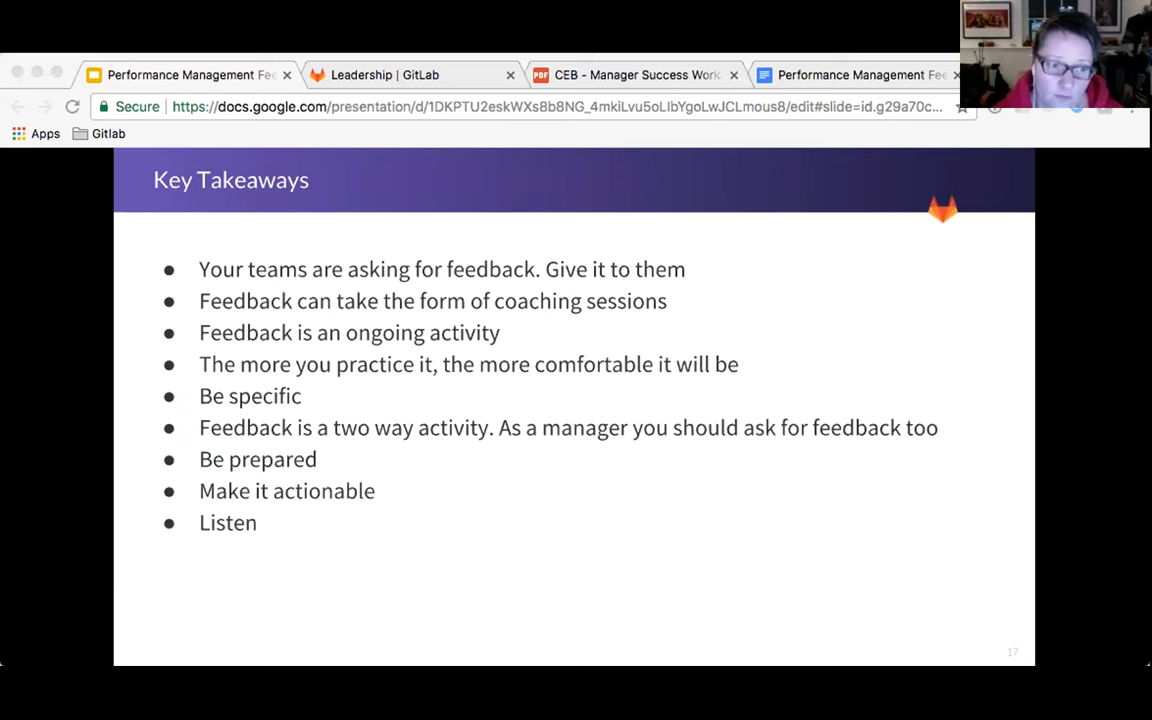 Performance Management Fee
Leadership | GitLab
CEB - Manager Success Work
Performance Management Fee
Secure
https://docs.google.com/presentation/d/1DKPTU2eskWXs8b8NG_4mkiLvu5oLIbYgoLwJCLmous8/edit#slide=id.g29a70c...
Apps
Gitlab
Key Takeaways
● Your teams are asking for feedback. Give it to them
● Feedback can take the form of coaching sessions
● Feedback is an ongoing activity
● The more you practice it, the more comfortable it will be
● Be specific
● Feedback is a two way activity. As a manager you should ask for feedback too
● Be prepared
● Make it actionable
● Listen
17